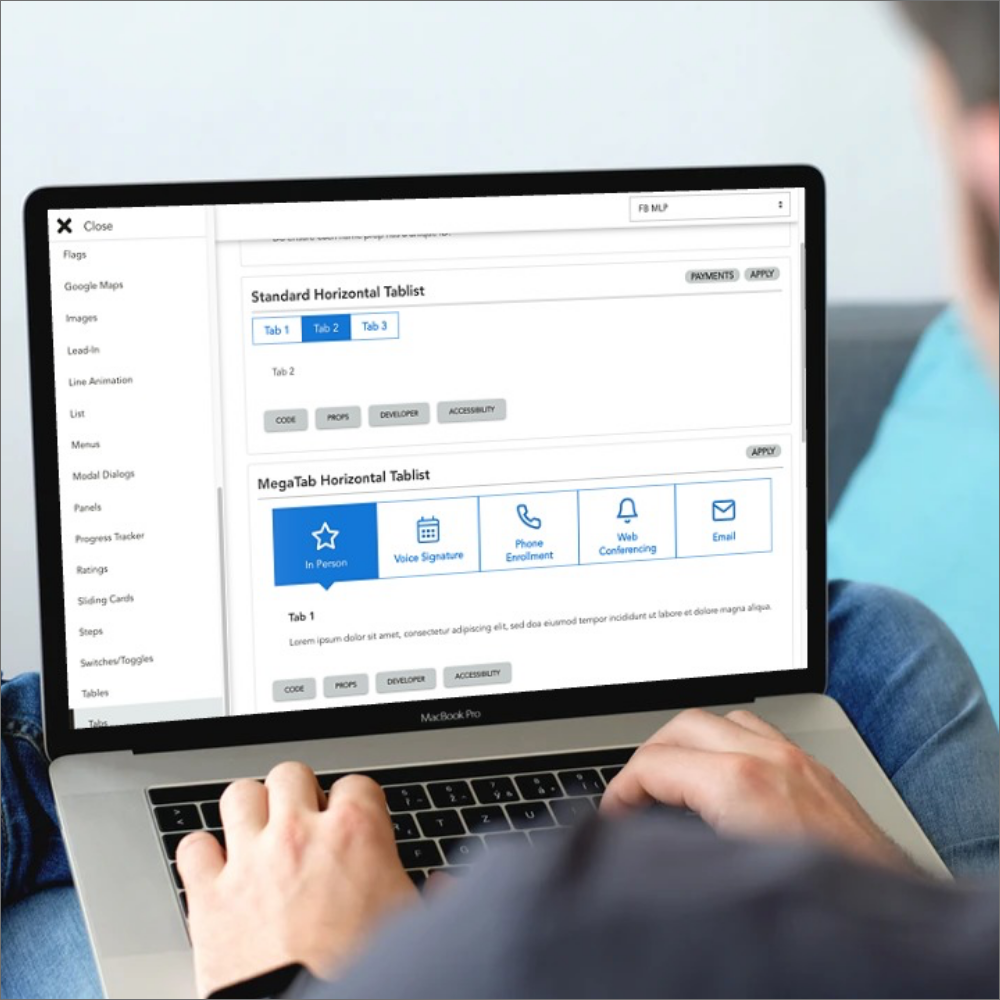 Close
FB MLP
Flags
Google Maps
Images
Lead-In
Line Animation
List
Menus
Modal Dialogs
Panels
Progress Tracker
Ratings
Sliding Cards
Steps
Switches/Toggles
Tables
Tabs
Standard Horizontal Tablist
PAYMENTS APPLY
Tab 1 Tab 2 Tab 3
Tab 2
CODE PROPS DEVELOPER ACCESSIBILITY
APPLY
MegaTab Horizontal Tablist
In Person
Voice Signature
Phone
Enrollment
Web
Conferencing
Email
Tab 1
Lorem ipsum dolor sit amet, consectetur adipiscing elit, sed doa eiusmod tempor incididunt ut labore et dolore magna aliqua.
CODE PROPS DEVELOPER ACCESSIBILITY
MacBook Pro
T Z U
F G